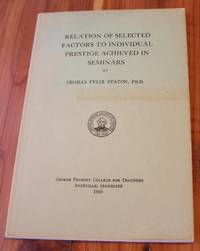 RELATION OF SELECTED
FACTORS TO INDIVIDUAL
PRESTIGE ACHIEVED IN
SEMINARS
BY
THOMAS FELIX STATON, PH.D.
GEORGE PEABODY COLLEGE FOR TEACHERS
NASHVILLE, TENNESSEE